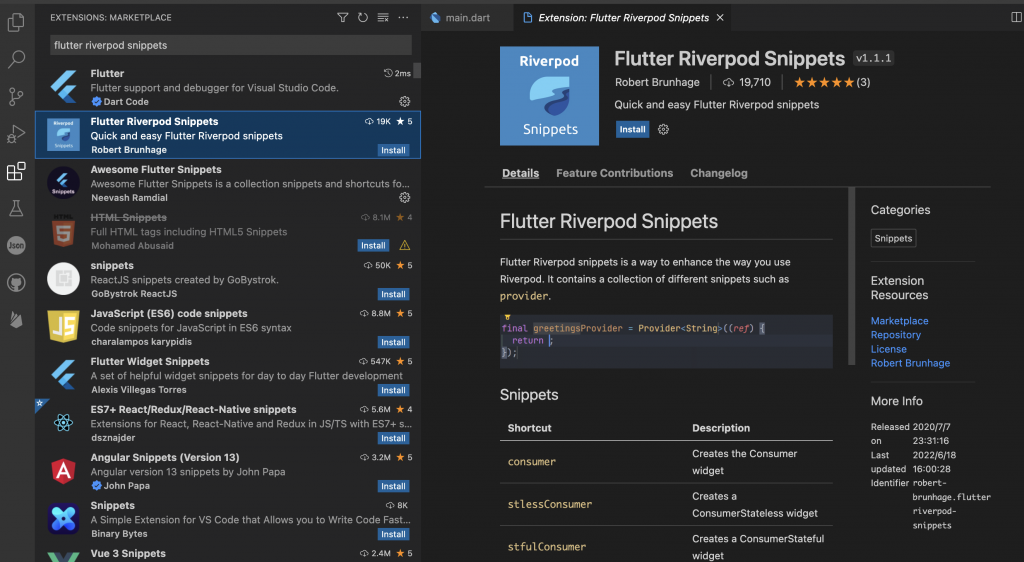 EXTENSIONS: MARKETPLACE
flutter riverpod snippets
Flutter
2ms
Flutter support and debugger for Visual Studio Code.
Dart Code
Riverpod
Snippets
Flutter Riverpod Snippets
19K ★ 5
Quick and easy Flutter Riverpod snippets
Robert Brunhage
Install
Snippets
Awesome Flutter Snippets
Awesome Flutter Snippets is a collection snippets and shortcuts fo...
Neevash Ramdial
HTML
HTML Snippets
8.1M ★ 4
Full HTML tags including HTML5 Snippets
Mohamed Abusaid
Install
snippets
50K ★ 5
ReactJS snippets created by GoBystrok.
GoBystrok ReactJS
Install
JS
JavaScript (ES6) code snippets
8.8M ★ 5
Code snippets for JavaScript in ES6 syntax
charalampos karypidis
Install
Flutter Widget Snippets
547K ★ 5
A set of helpful widget snippets for day to day Flutter development
Alexis Villegas Torres
Install
ES7+ React/Redux/React-Native snippets
5.6M ★ 4
Extensions for React, React-Native and Redux in JS/TS with ES7+ s...
dsznajder
Install
Angular Snippets (Version 13)
3.2M ★ 5
Angular version 13 snippets by John Papa
John Papa
Install
Snippets
8K
A Simple Extension for VS Code that Allows you to Write Code Fast...
Binary Bytes
Install
Vue 3 Snippets
2.4M ★ 5
Json
main.dart
Extension: Flutter Riverpod Snippets
Riverpod
Snippets
Flutter Riverpod Snippets v1.1.1
Robert Brunhage
19,710
★★★★★(3)
Quick and easy Flutter Riverpod snippets
Install
Details
Feature Contributions
Changelog
Flutter Riverpod Snippets
Flutter Riverpod snippets is a way to enhance the way you use
Riverpod. It contains a collection of different snippets such as
provider.
final greetingsProvider = Provider<String>((ref) {
return ;
});
Snippets
Shortcut Description
consumer
Creates the Consumer
widget
stlessConsumer
Creates a
ConsumerStateless widget
stfulConsumer
Creates a ConsumerStateful
widget
Categories
Snippets
Extension
Resources
Marketplace
Repository
License
Robert Brunhage
More Info
Released 2020/7/7
on 23:31:16
Last 2022/6/18
updated 16:00:28
Identifier robert-
brunhage.flutter
riverpod-
snippets